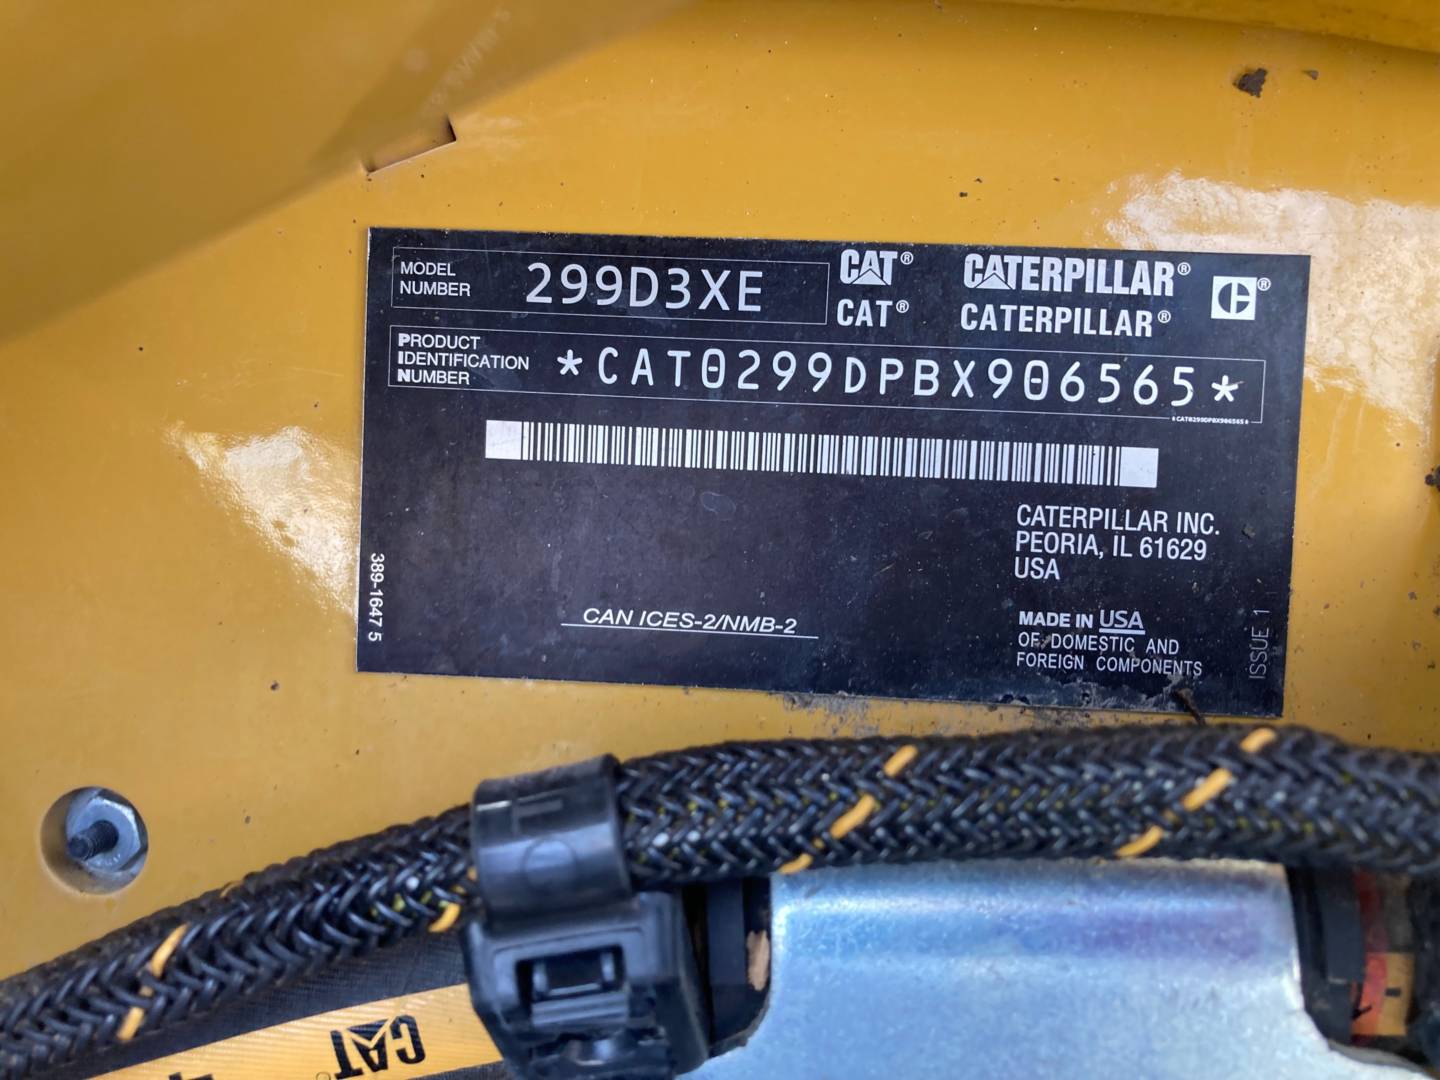 MODEL NUMBER 299D3XE
CAT® CATERPILLAR®
CAT® CATERPILLAR®
PRODUCT IDENTIFICATION NUMBER *CAT0299DPBX906565*
*CAT0299DPBX906565*
CATERPILLAR INC.
PEORIA, IL 61629
USA
389-1647 5
CAN ICES-2/NMB-2
MADE IN USA
OF DOMESTIC AND
FOREIGN COMPONENTS
ISSUE 1
CAT